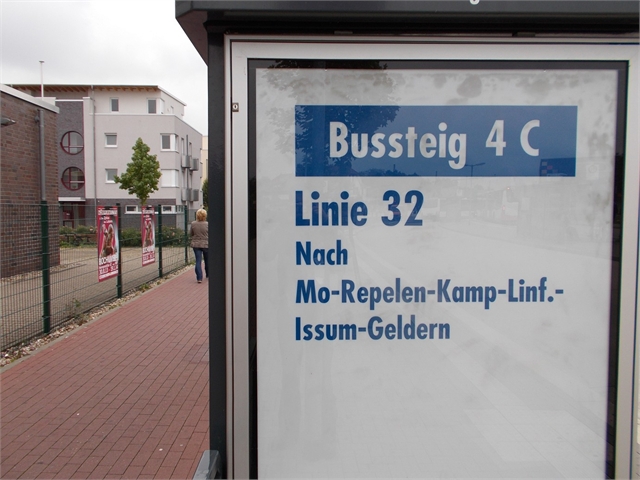 Bussteig 4 C
Linie 32
Nach
Mo-Repelen-Kamp-Linf.-
Issum-Geldern